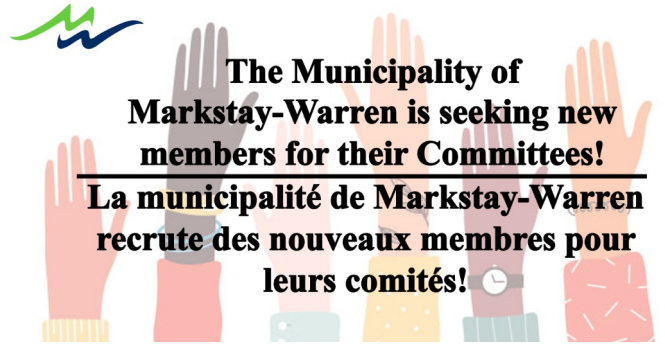 The Municipality of
Markstay-Warren is seeking new
members for their Committees!
La municipalité de Markstay-Warren
recrute des nouveaux membres pour
leurs comités!